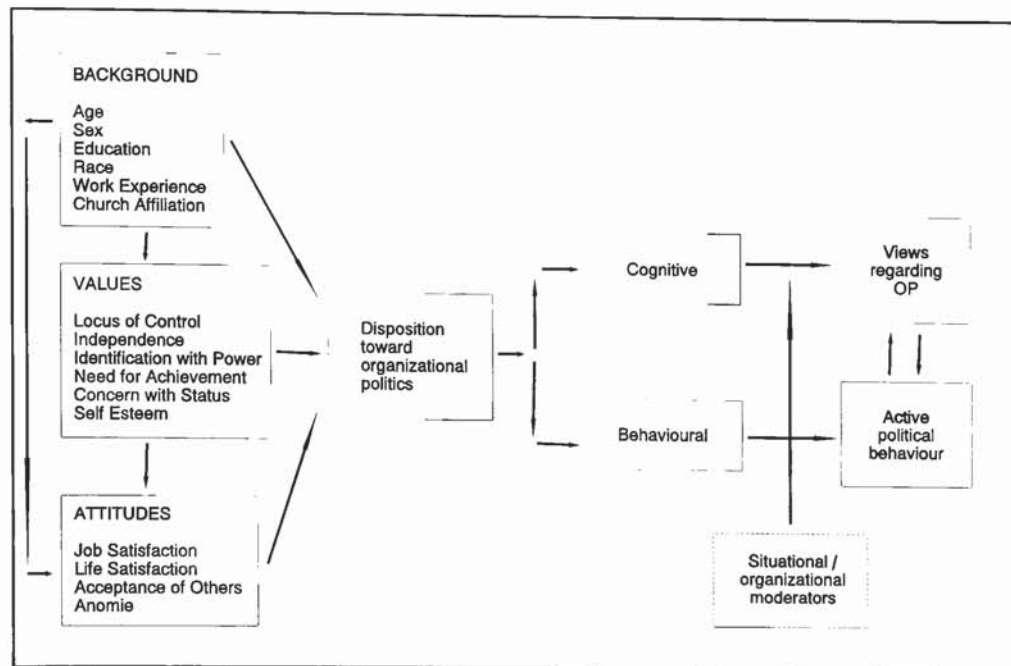 BACKGROUND
Age
Sex
Education
Race
Work Experience
Church Affiliation
VALUES
Locus of Control
Independence
Identification with Power
Need for Achievement
Concern with Status
Self Esteem
ATTITUDES
Job Satisfaction
Life Satisfaction
Acceptance of Others
Anomie
Disposition
toward
organizational
politics
Cognitive
Behavioural
Views
regarding
OP
Active
political
behaviour
Situational /
organizational
moderators